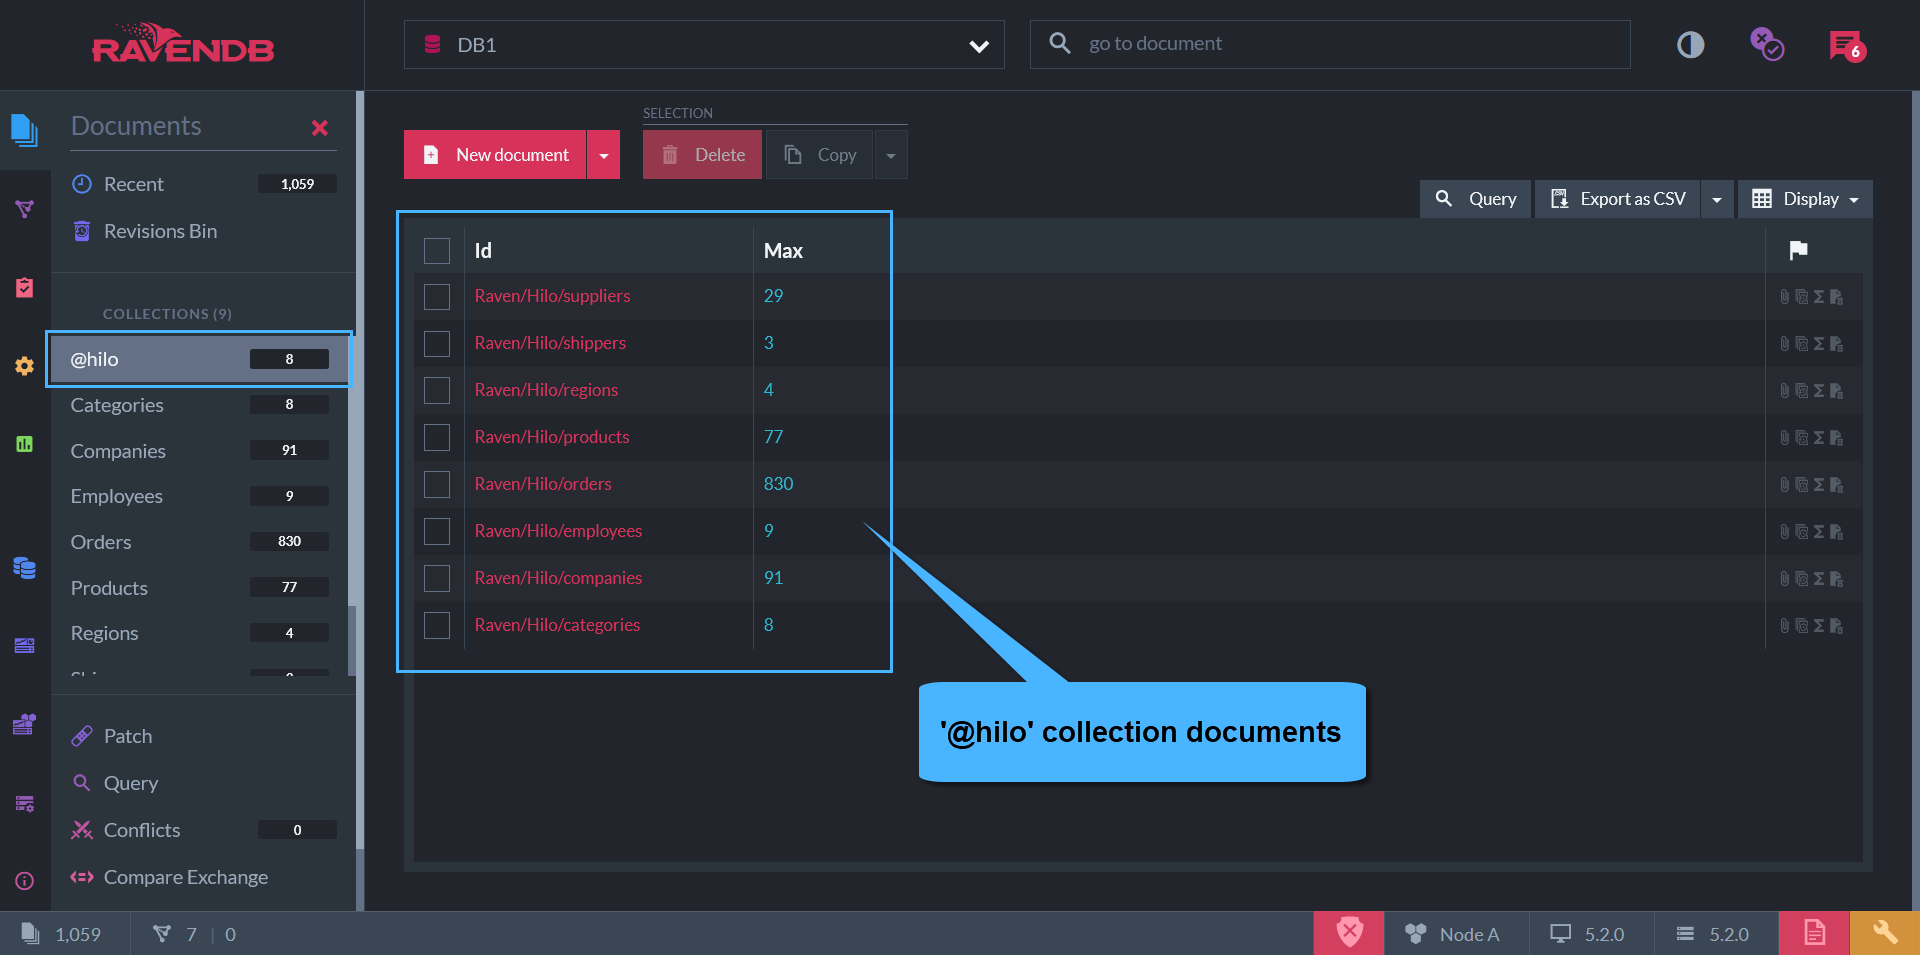 RAVENDB
DB1
go to document
6
Documents
Recent 1,059
Revisions Bin
COLLECTIONS (9)
@hilo 8
Categories 8
Companies 91
Employees 9
Orders 830
Products 77
Regions 4
Patch
Query
Conflicts 0
Compare Exchange
SELECTION
New document
Delete
Copy
Query
Export as CSV
Display
Id Max
Raven/Hilo/suppliers 29
Raven/Hilo/shippers 3
Raven/Hilo/regions 4
Raven/Hilo/products 77
Raven/Hilo/orders 830
Raven/Hilo/employees 9
Raven/Hilo/companies 91
Raven/Hilo/categories 8
'@hilo' collection documents
1,059
7 | 0
Node A
5.2.0
5.2.0